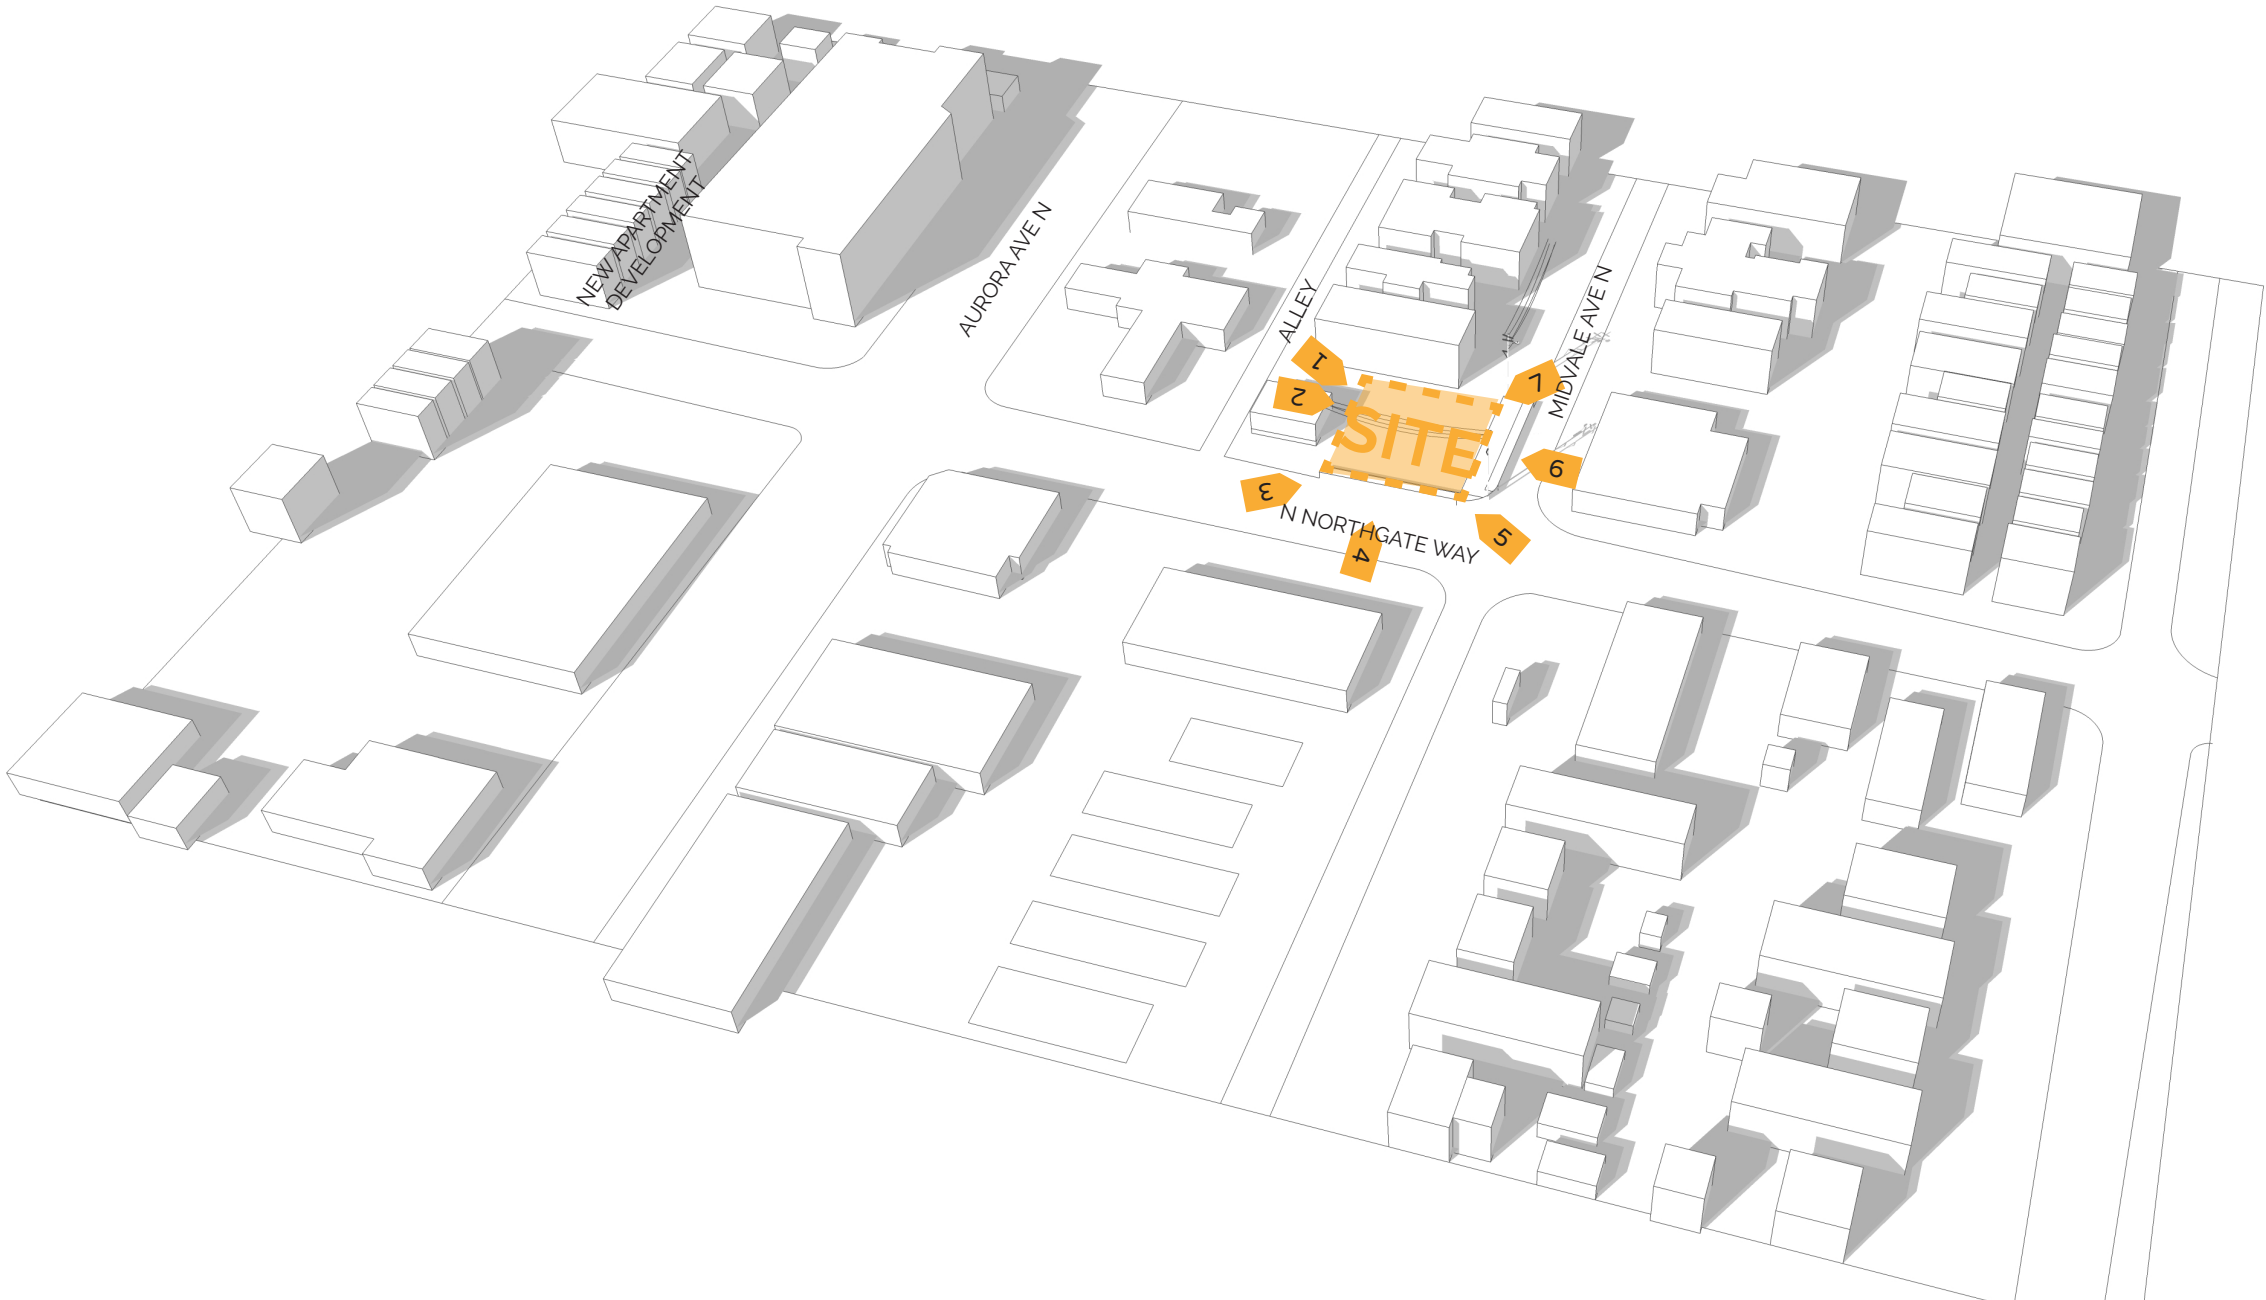 NEW APARTMENT
DEVELOPMENT
AURORA AVE N
ALLEY
MIDVALE AVE N
1
2
7
SITE
6
3
N NORTHGATE WAY
5
4